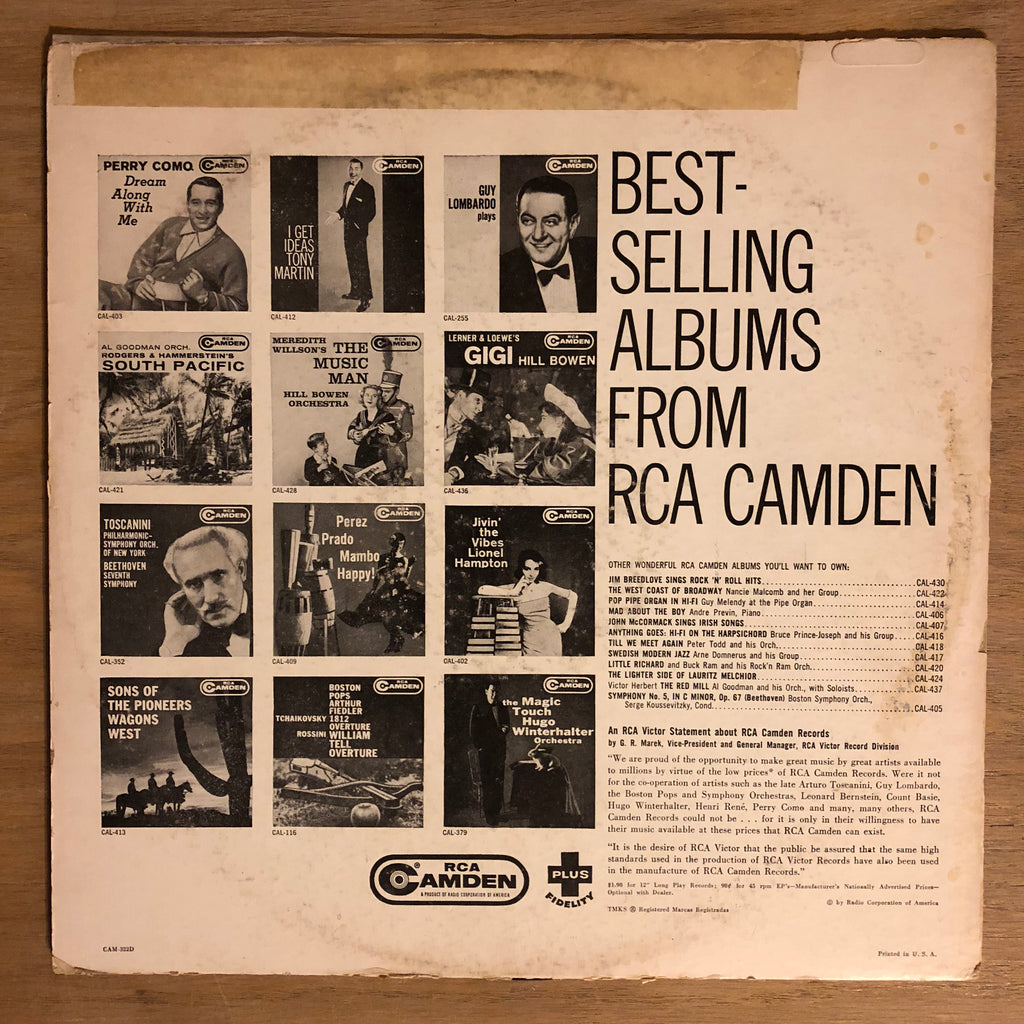 PERRY COMO
RCA
CAMDEN
Dream
Along
With
Me
CAL-403
RCA
CAMDEN
I GET
IDEAS
TONY
MARTIN
CAL-412
RCA
CAMDEN
GUY
LOMBARDO
plays
CAL-255
BEST-
SELLING
ALBUMS
FROM
RCA CAMDEN
RCA
CAMDEN
AL GOODMAN ORCH.
RODGERS & HAMMERSTEIN'S
SOUTH PACIFIC
CAL-421
RCA
CAMDEN
MEREDITH
WILLSON'S THE
MUSIC
MAN
HILL BOWEN
ORCHESTRA
CAL-428
RCA
CAMDEN
LERNER & LOEWE'S
GIGI HILL BOWEN
CAL-436
RCA
CAMDEN
TOSCANINI
PHILHARMONIC-
SYMPHONY ORCH.
OF NEW YORK
BEETHOVEN
SEVENTH
SYMPHONY
CAL-352
RCA
CAMDEN
Perez
Prado
Mambo
Happy!
CAL-409
RCA
CAMDEN
Jivin'
the
Vibes
Lionel
Hampton
CAL-402
RCA
CAMDEN
SONS OF
THE PIONEERS
WAGONS
WEST
CAL-413
RCA
CAMDEN
BOSTON
POPS
ARTHUR
FIEDLER
TCHAIKOVSKY 1812
OVERTURE
ROSSINI WILLIAM
TELL
OVERTURE
CAL-116
RCA
CAMDEN
the Magic
Touch
Hugo
Winterhalter
Orchestra
CAL-379
OTHER WONDERFUL RCA CAMDEN ALBUMS YOU'LL WANT TO OWN:
JIM BREEDLOVE SINGS ROCK 'N' ROLL HITS CAL-430
THE WEST COAST OF BROADWAY Nancie Malcomb and her Group CAL-422
POP PIPE ORGAN IN HI-FI Guy Melendy at the Pipe Organ CAL-414
MAD ABOUT THE BOY Andre Previn, Piano CAL-406
JOHN McCORMACK SINGS IRISH SONGS CAL-407
ANYTHING GOES: HI-FI ON THE HARPSICHORD Bruce Prince-Joseph and his Group CAL-416
TILL WE MEET AGAIN Peter Todd and his Orch. CAL-418
SWEDISH MODERN JAZZ Arne Domnerus and his Group CAL-417
LITTLE RICHARD and Buck Ram and his Rock'n Ram Orch. CAL-420
THE LIGHTER SIDE OF LAURITZ MELCHIOR CAL-424
Victor Herbert THE RED MILL Al Goodman and his Orch., with Soloists CAL-437
SYMPHONY No. 5, IN C MINOR, Op. 67 (Beethoven) Boston Symphony Orch.,
Serge Koussevitzky, Cond. CAL-405
An RCA Victor Statement about RCA Camden Records
by G. R. Marek, Vice-President and General Manager, RCA Victor Record Division
"We are proud of the opportunity to make great music by great artists available
to millions by virtue of the low prices* of RCA Camden Records. Were it not
for the co-operation of artists such as the late Arturo Toscanini, Guy Lombardo,
the Boston Pops and Symphony Orchestras, Leonard Bernstein, Count Basie,
Hugo Winterhalter, Henri René, Perry Como and many, many others, RCA
Camden Records could not be . . . for it is only in their willingness to have
their music available at these prices that RCA Camden can exist.
"It is the desire of RCA Victor that the public be assured that the same high
standards used in the production of RCA Victor Records have also been used
in the manufacture of RCA Camden Records."
$1.98 for 12" Long Play Records; 98¢ for 45 rpm EP's—Manufacturer's Nationally Advertised Prices—
Optional with Dealer.
© by Radio Corporation of America
TMKS ® Registered Marcas Registradas
RCA
CAMDEN
A PRODUCT OF RADIO CORPORATION OF AMERICA
PLUS
FIDELITY
CAM-322D
Printed in U. S. A.